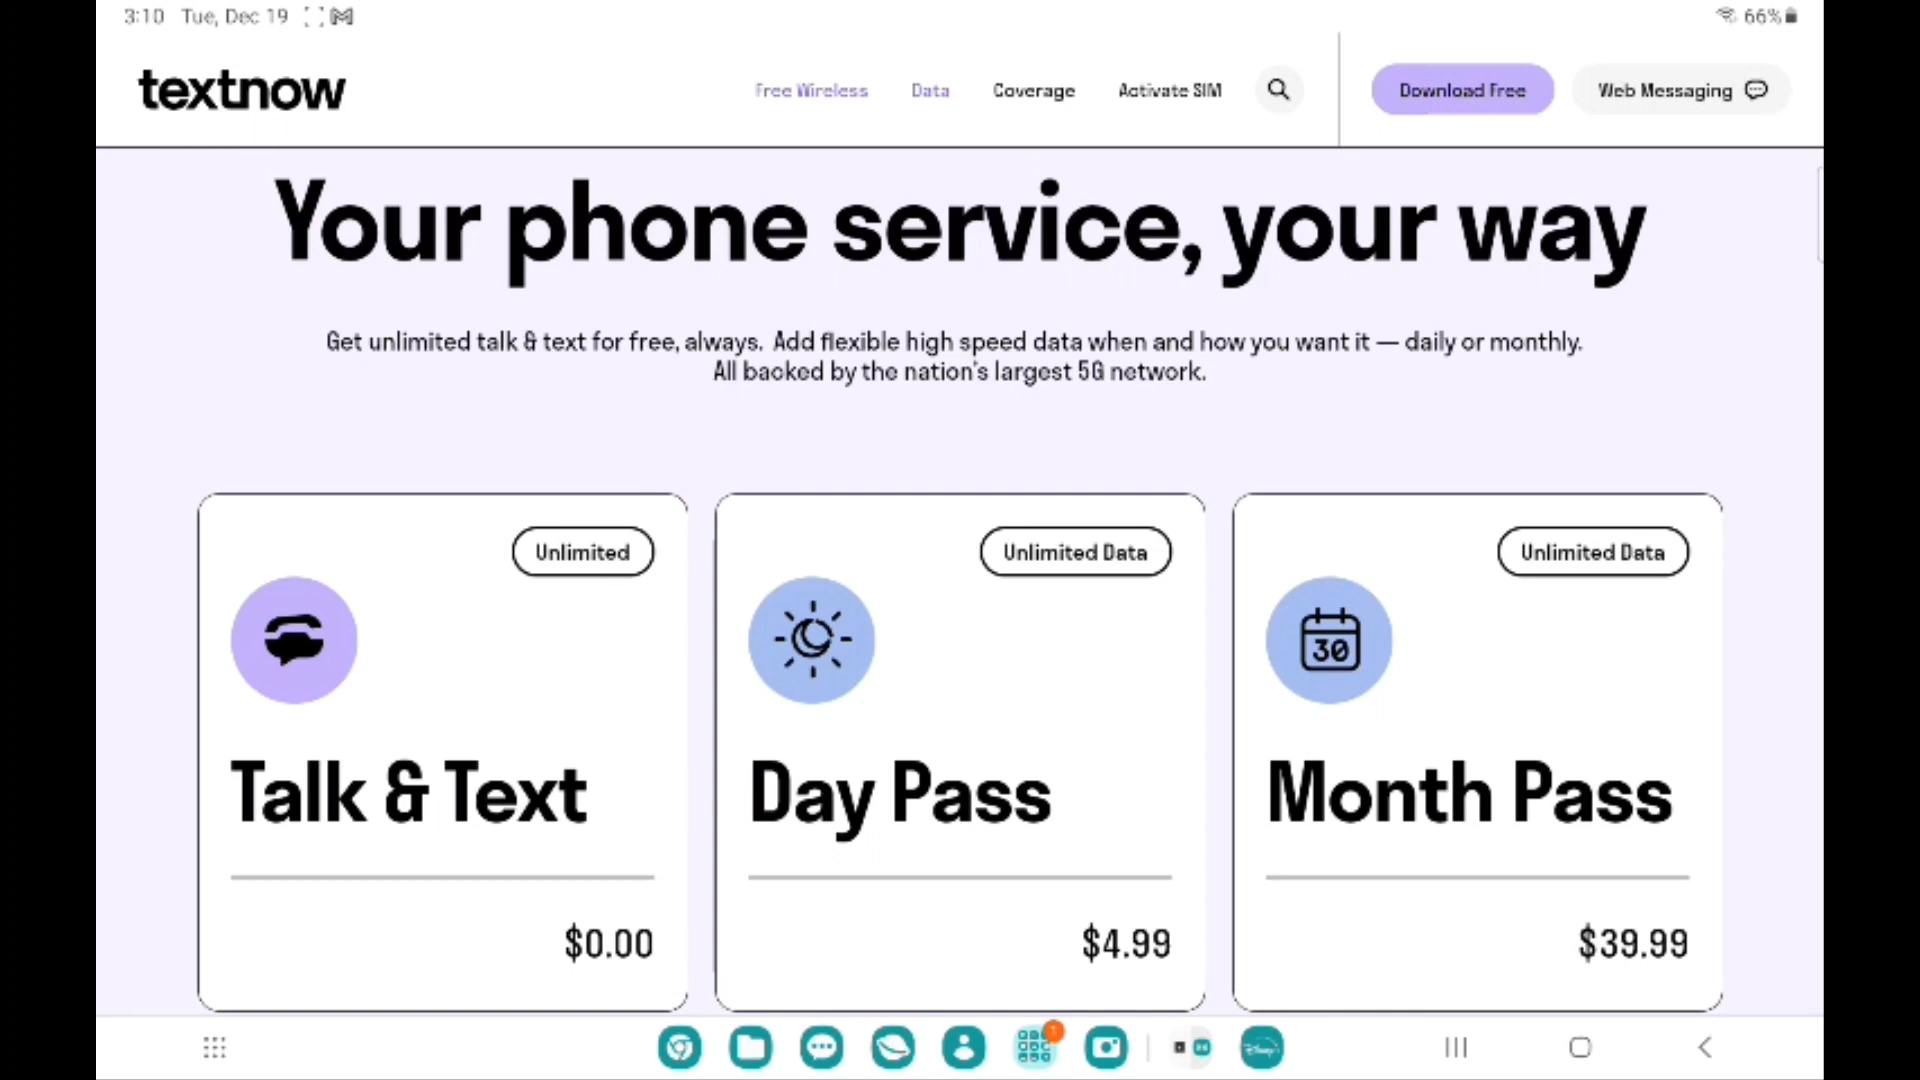 3:10 Tue, Dec 19
66%
textnow
Free Wireless
Data
Coverage
Activate SIM
Download Free
Web Messaging
Your phone service, your way
Get unlimited talk & text for free, always. Add flexible high speed data when and how you want it — daily or monthly.
All backed by the nation's largest 5G network.
Unlimited
Talk & Text
$0.00
Unlimited Data
Day Pass
$4.99
Unlimited Data
30
Month Pass
$39.99
1
Disney+